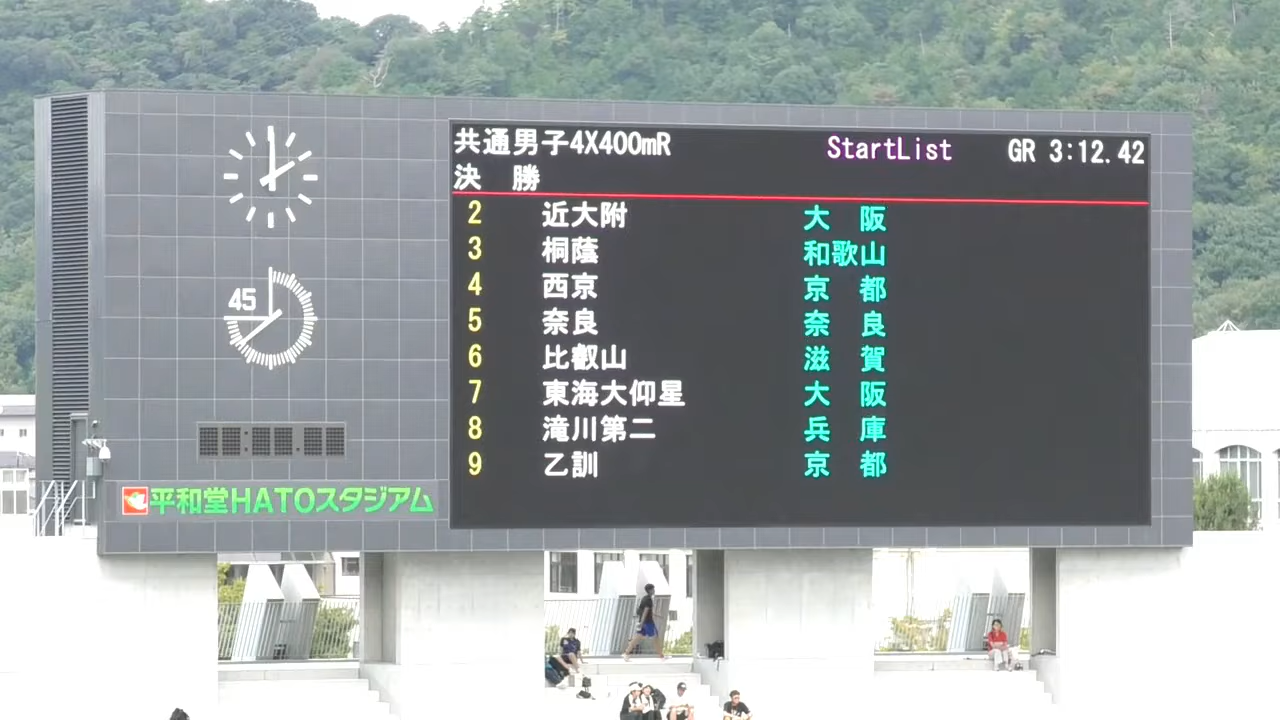 共通男子4X400mR StartList GR 3:12.42
決 勝
2 近大附 大 阪
3 桐蔭 和歌山
4 西京 京 都
5 奈良 奈 良
6 比叡山 滋 賀
7 東海大仰星 大 阪
8 滝川第二 兵 庫
9 乙訓 京 都
45
平和堂HATOスタジアム